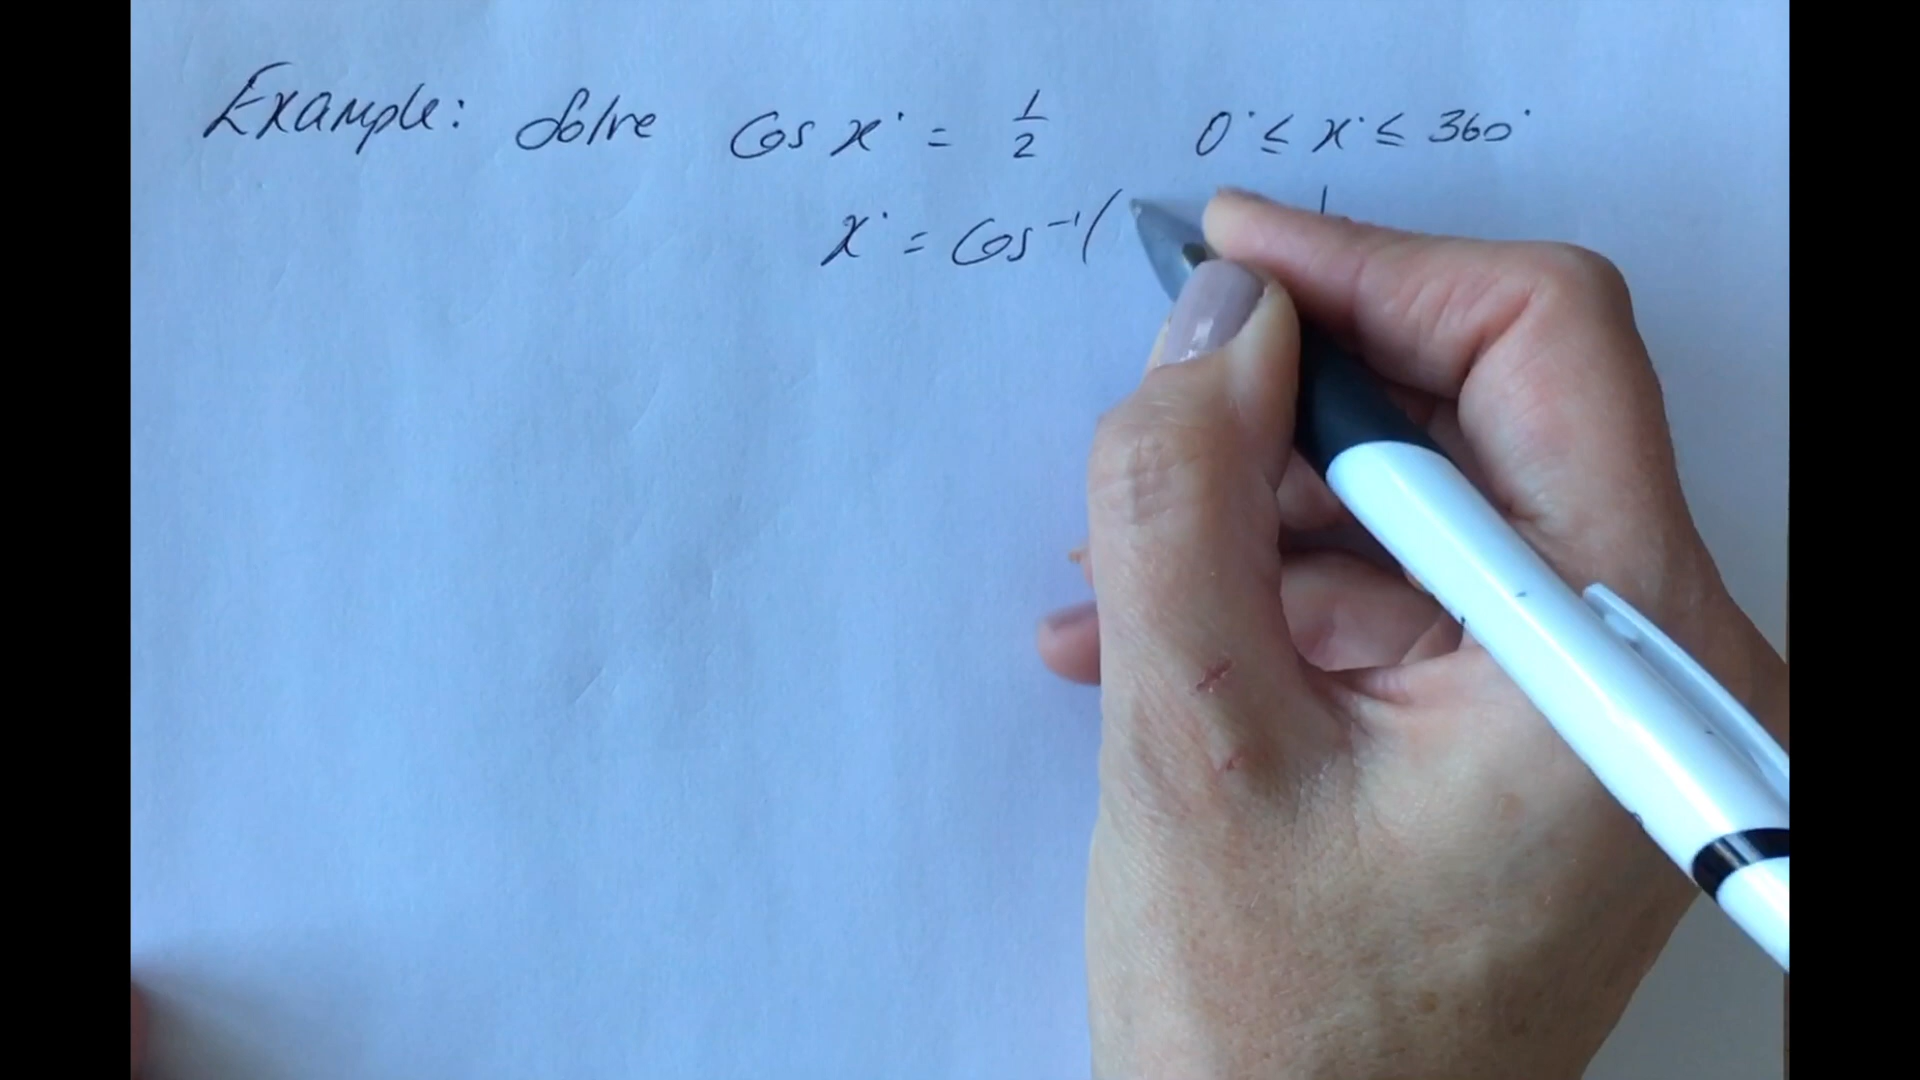 Example: Solve Cos x° = 1/2 0° ≤ x° ≤ 360°
x° = Cos⁻¹(